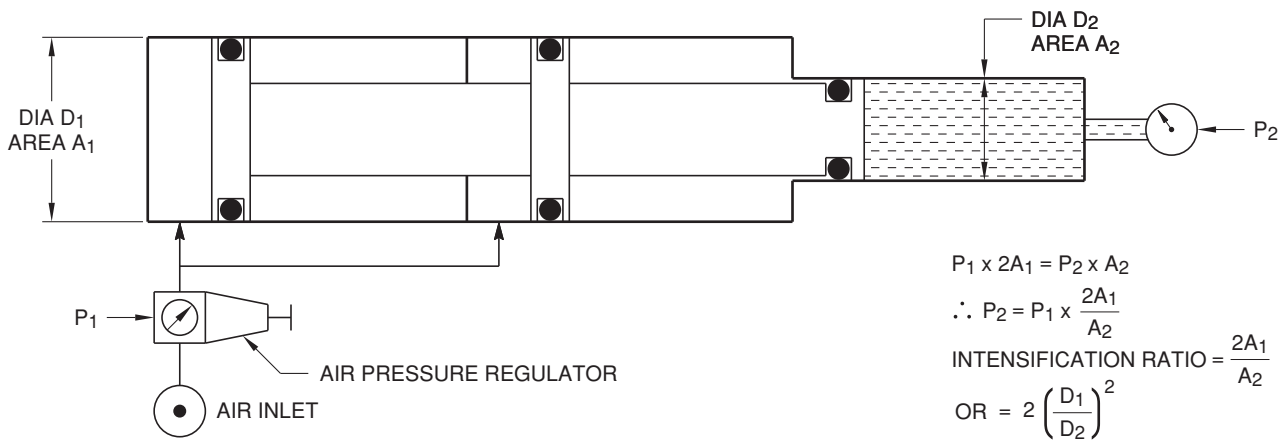 DIA D2
AREA A2
DIA D1
AREA A1
P2
P1
AIR PRESSURE REGULATOR
AIR INLET
P1 x 2A1 = P2 x A2
∴ P2 = P1 x 2A1/A2
INTENSIFICATION RATIO = 2A1/A2
OR = 2 (D1/D2)²